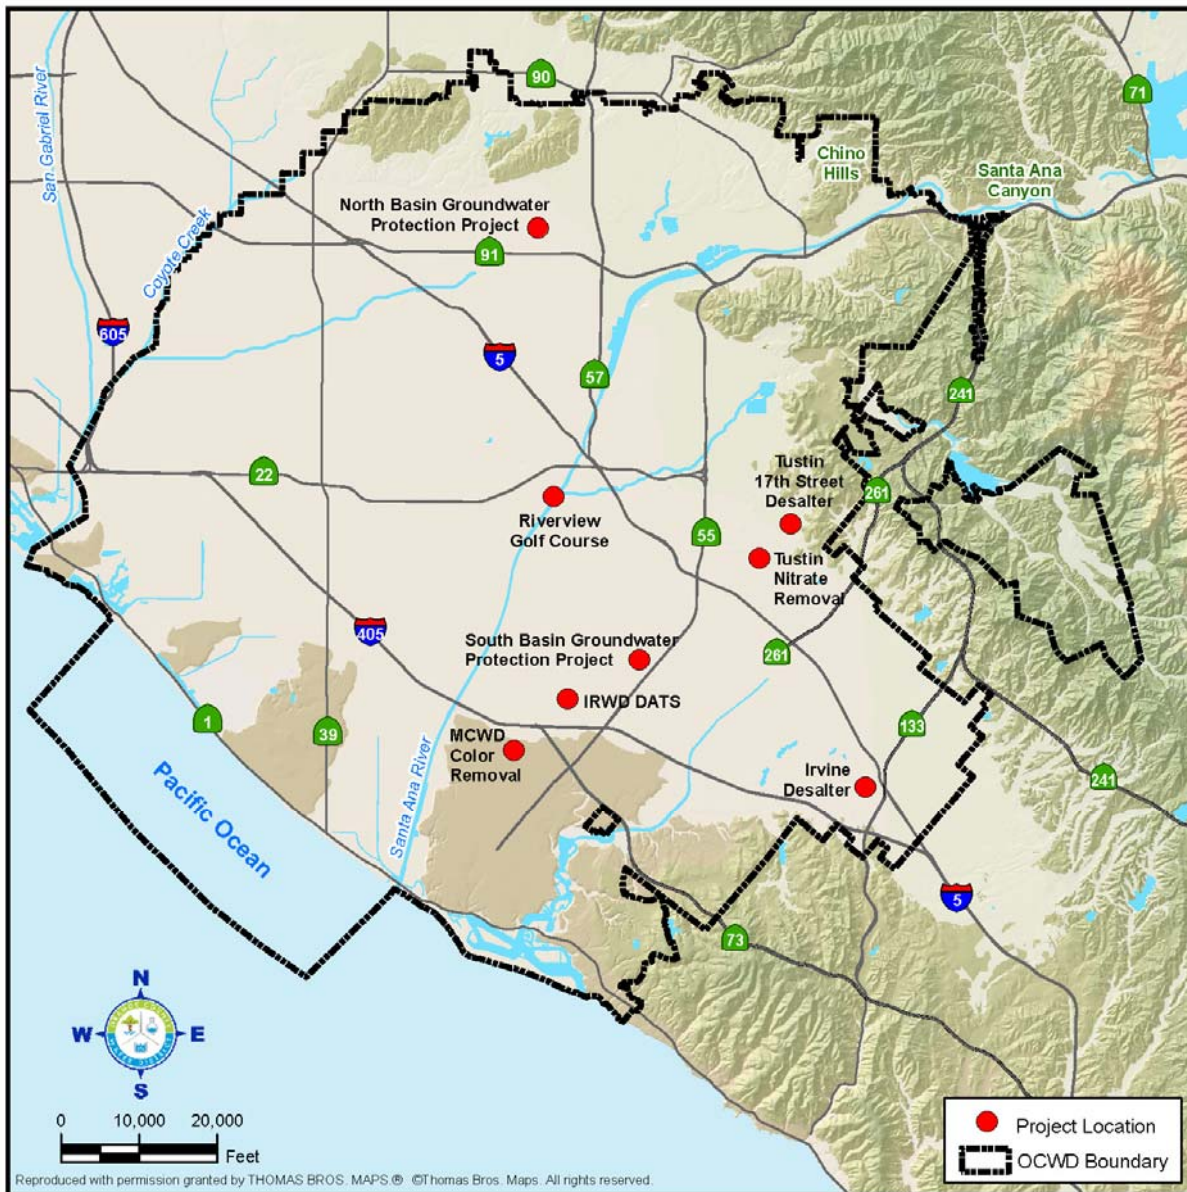 San Gabriel River
90
71
Chino
Hills
Santa Ana
Canyon
North Basin Groundwater
Protection Project
91
Coyote Creek
605
5
57
241
22
Tustin
17th Street
Desalter
261
Riverview
Golf Course
55
Tustin
Nitrate
Removal
405
South Basin Groundwater
Protection Project
261
IRWD DATS
1
39
133
MCWD
Color
Removal
Irvine
Desalter
241
Pacific Ocean
Santa Ana River
5
73
N
W
E
S
ORANGE COUNTY
WATER DISTRICT
0 10,000 20,000
Feet
Project Location
OCWD Boundary
Reproduced with permission granted by THOMAS BROS. MAPS.® ©Thomas Bros. Maps. All rights reserved.